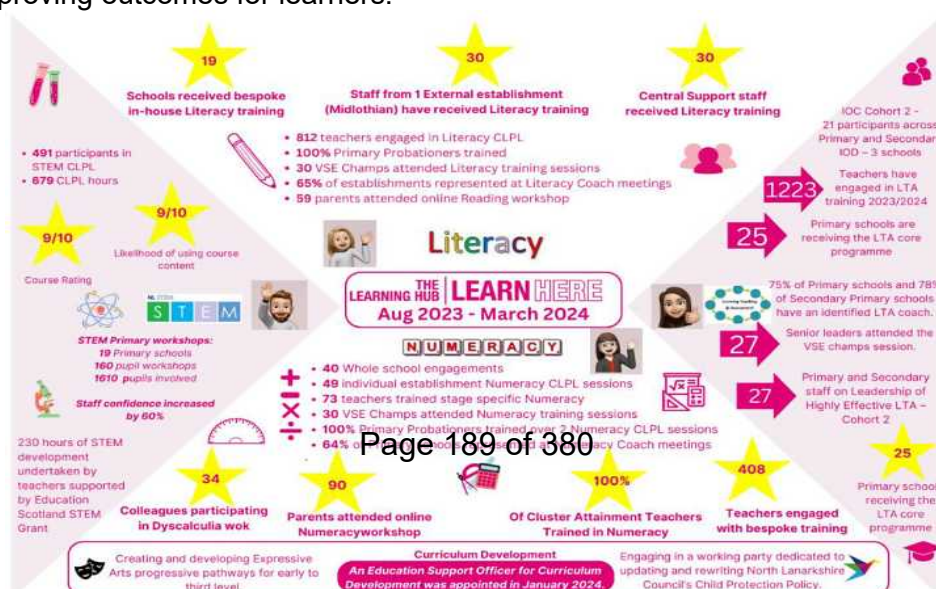 proving outcomes for learners.
19
Schools received bespoke
in-house Literacy training
30
Staff from 1 External establishment
(Midlothian) have received Literacy training
30
Central Support staff
received Literacy training
• 812 teachers engaged in Literacy CLPL
• 100% Primary Probationers trained
• 30 VSE Champs attended Literacy training sessions
• 65% of establishments represented at Literacy Coach meetings
• 59 parents attended online Reading workshop
Literacy
• 491 participants in
STEM CLPL
• 679 CLPL hours
9/10
Course Rating
9/10
Likelihood of using course
content
NL STEM
STEM
STEM Primary workshops:
19 Primary schools
160 pupil workshops
1610 pupils involved
Staff confidence increased
by 60%
230 hours of STEM
development
undertaken by
teachers supported
by Education
Scotland STEM
Grant
THE
LEARNING HUB
LEARN HERE
Aug 2023 - March 2024
NUMERACY
• 40 Whole school engagements
• 49 individual establishment Numeracy CLPL sessions
• 73 teachers trained stage specific Numeracy
• 30 VSE Champs attended Numeracy training sessions
• 100% Primary Probationers trained over 2 Numeracy CLPL sessions
• 64% of
at Numeracy Coach meetings
Page 189 of 380
IOC Cohort 2 -
21 participants across
Primary and Secondar
IOD – 3 schools
1223
Teachers have
engaged in LTA
training 2023/2024
25
Primary schools are
receiving the LTA core
programme
75% of Primary schools and 78%
of Secondary Primary schools
have an identified LTA coach.
27
Senior leaders attended the
VSE champs session.
27
Primary and Secondary
staff on Leadership of
Highly Effective LTA –
Cohort 2
34
Colleagues participating
in Dyscalculia wok
90
Parents attended online
Numeracyworkshop
100%
Of Cluster Attainment Teachers
Trained in Numeracy
408
Teachers engaged
with bespoke training
25
Primary school
receiving the
LTA core
programme
Creating and developing Expressive
Arts progressive pathways for early to
third level
Curriculum Development
An Education Support Officer for Curriculum
Development was appointed in January 2024.
Engaging in a working party dedicated to
updating and rewriting North Lanarkshire
Council's Child Protection Policy.